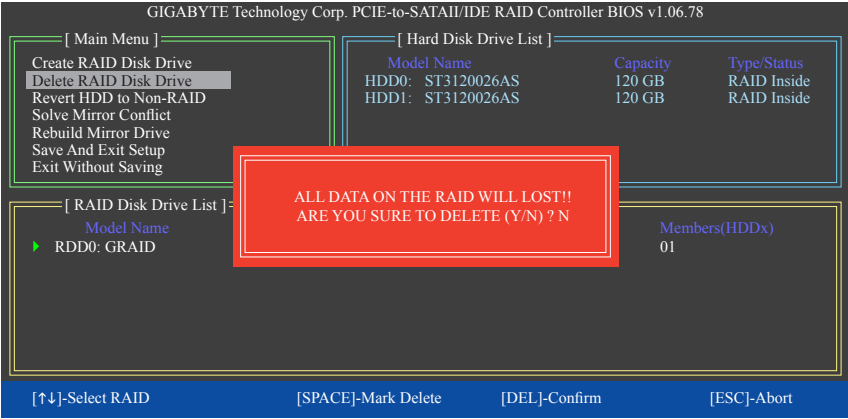 GIGABYTE Technology Corp. PCIE-to-SATAII/IDE RAID Controller BIOS v1.06.78
[ Main Menu ]
Create RAID Disk Drive
Delete RAID Disk Drive
Revert HDD to Non-RAID
Solve Mirror Conflict
Rebuild Mirror Drive
Save And Exit Setup
Exit Without Saving
[ Hard Disk Drive List ]
Model Name Capacity Type/Status
HDD0: ST3120026AS 120 GB RAID Inside
HDD1: ST3120026AS 120 GB RAID Inside
ALL DATA ON THE RAID WILL LOST!!
ARE YOU SURE TO DELETE (Y/N) ? N
[ RAID Disk Drive List ]
Model Name Members(HDDx)
RDD0: GRAID 01
[↑↓]-Select RAID [SPACE]-Mark Delete [DEL]-Confirm [ESC]-Abort